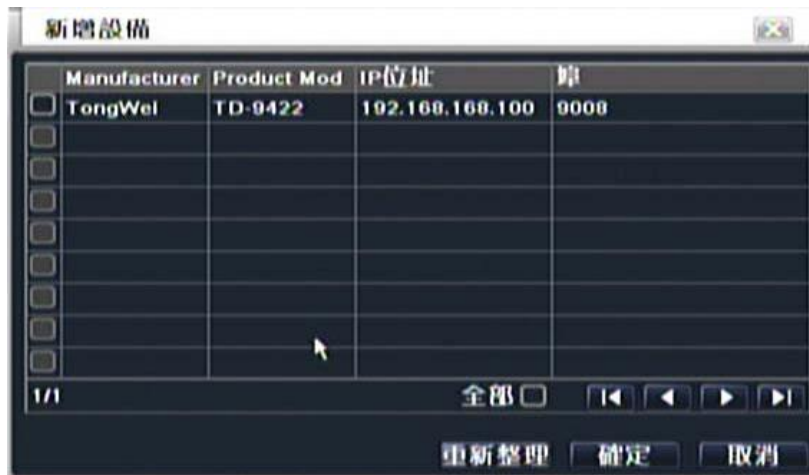 新增設備
Manufacturer Product Mod IP位址 埠
TongWei TD-9422 192.168.168.100 9008
1/1 全部
重新整理 確定 取消